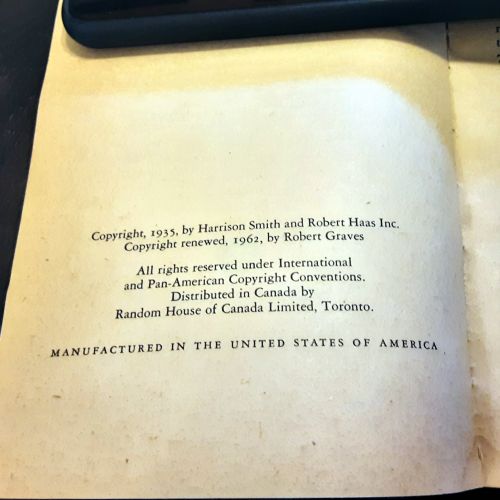 Copyright, 1935, by Harrison Smith and Robert Haas Inc.
Copyright renewed, 1962, by Robert Graves
All rights reserved under International
and Pan-American Copyright Conventions.
Distributed in Canada by
Random House of Canada Limited, Toronto.
MANUFACTURED IN THE UNITED STATES OF AMERICA